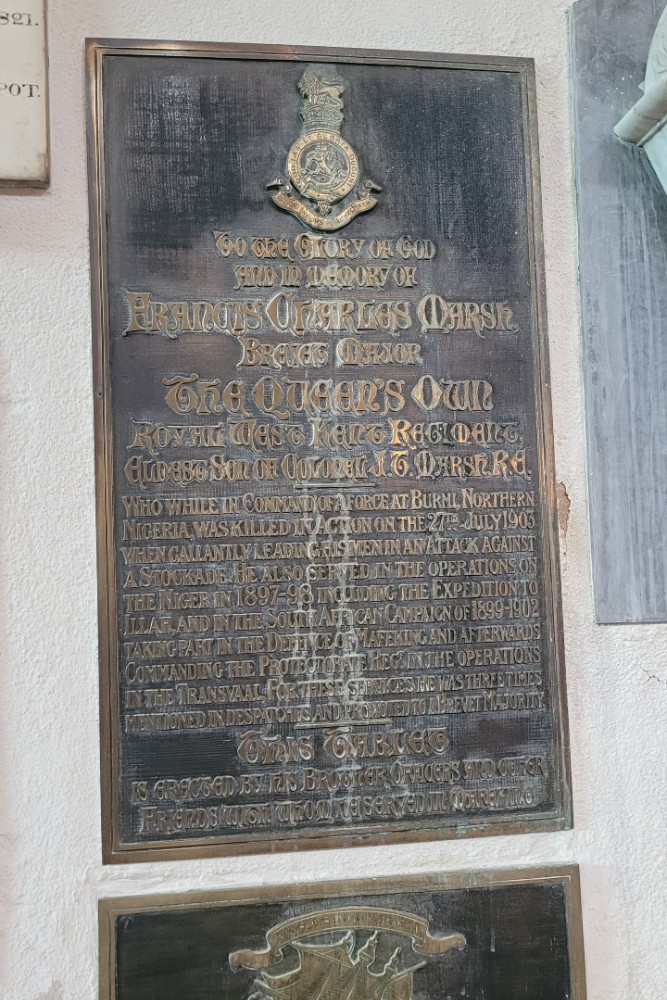 1821.
POT.
TO THE GLORY OF GOD
AND IN MEMORY OF
FRANCIS CHARLES MARSH
BREVET MAJOR
THE QUEEN'S OWN
ROYAL WEST KENT REGIMENT,
ELDEST SON OF COLONEL J.T. MARSH R.E.
WHO WHILE IN COMMAND OF A FORCE AT BURMI, NORTHERN
NIGERIA, WAS KILLED IN ACTION ON THE 27TH JULY 1903
WHEN GALLANTLY LEADING HIS MEN IN AN ATTACK AGAINST
A STOCKADE. HE ALSO SERVED IN THE OPERATIONS ON
THE NIGER IN 1897-98 INCLUDING THE EXPEDITION TO
ILLAH, AND IN THE SOUTH AFRICAN CAMPAIGN OF 1899-1902
TAKING PART IN THE DEFENCE OF MAFEKING, AND AFTERWARDS
COMMANDING THE PROTECTORATE REGT. IN THE OPERATIONS
IN THE TRANSVAAL. FOR THESE SERVICES HE WAS THREE TIMES
MENTIONED IN DESPATCHES, AND PROMOTED TO A BREVET MAJORITY.
THIS TABLET
IS ERECTED BY HIS BROTHER OFFICERS AND OTHER
FRIENDS WITH WHOM HE SERVED IN MAFEKING